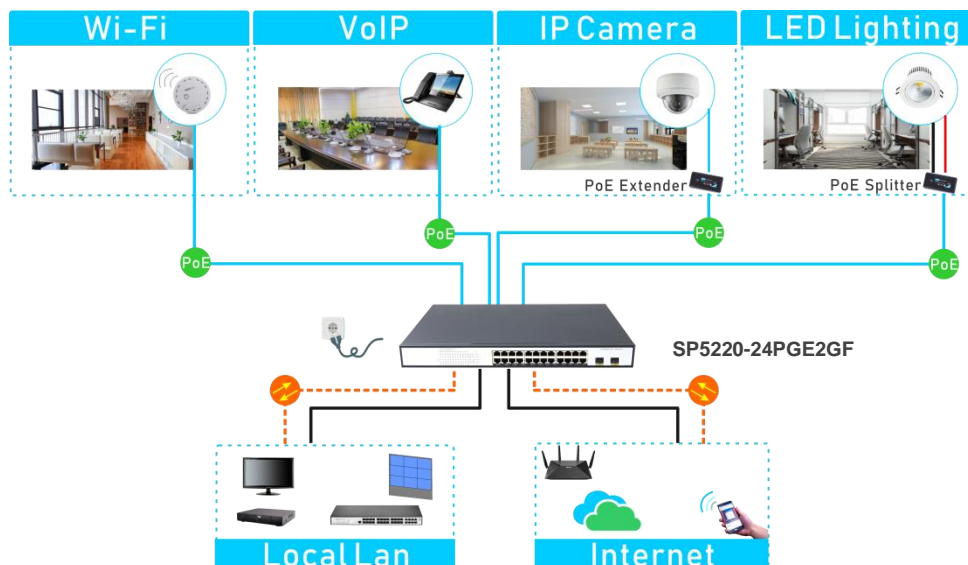 Wi-Fi
VoIP
IP Camera
LED Lighting
PoE Extender
PoE Splitter
PoE
PoE
PoE
PoE
SP5220-24PGE2GF
Local Lan
Internet